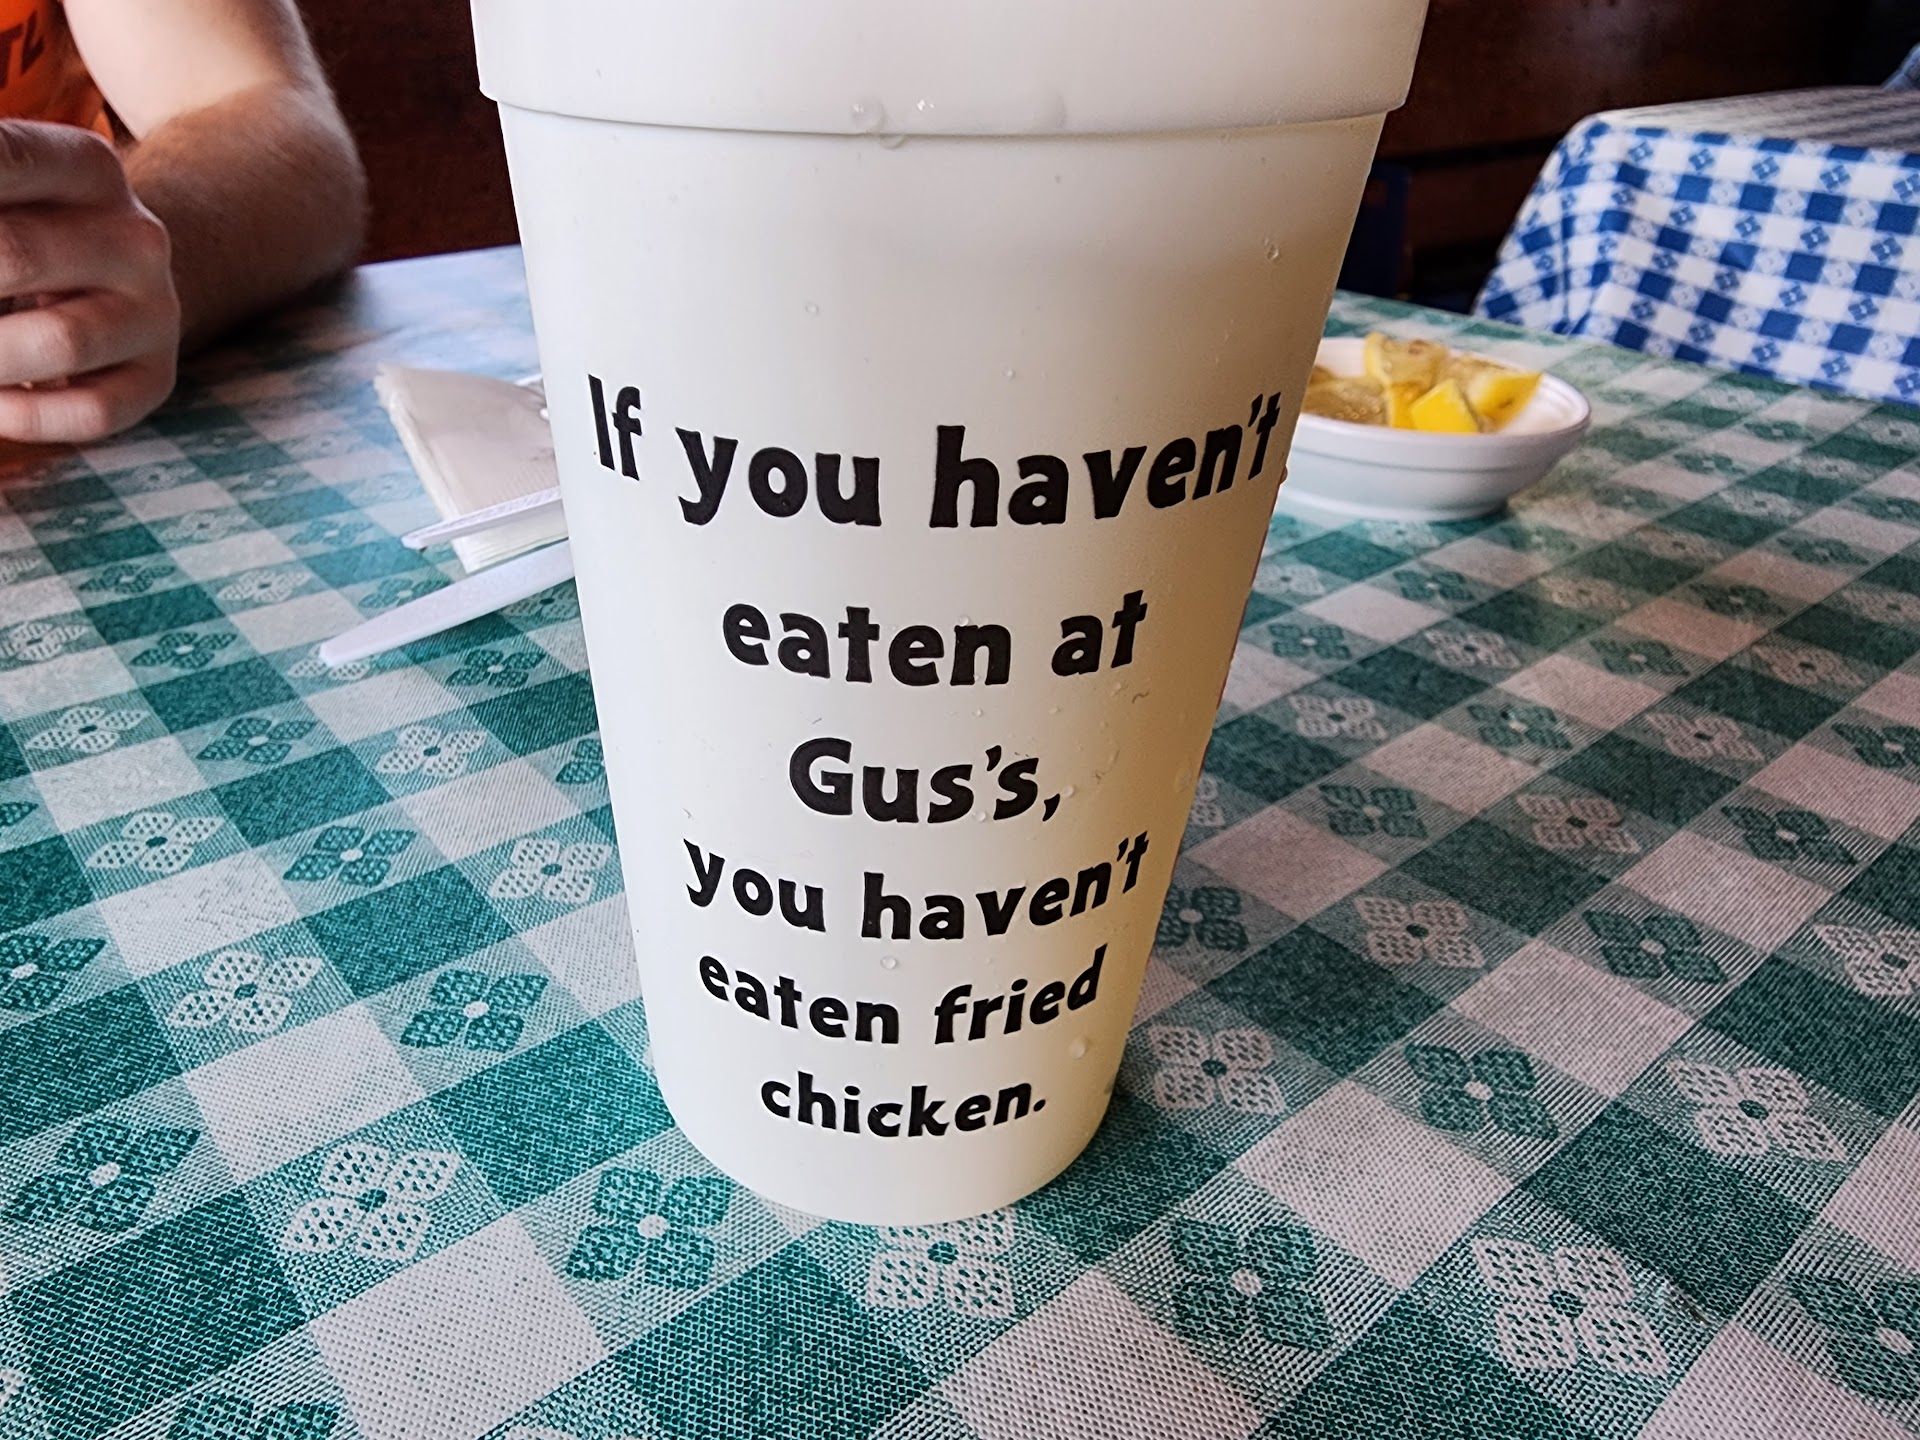 If you haven't
eaten at
Gus's,
you haven't
eaten fried
chicken.